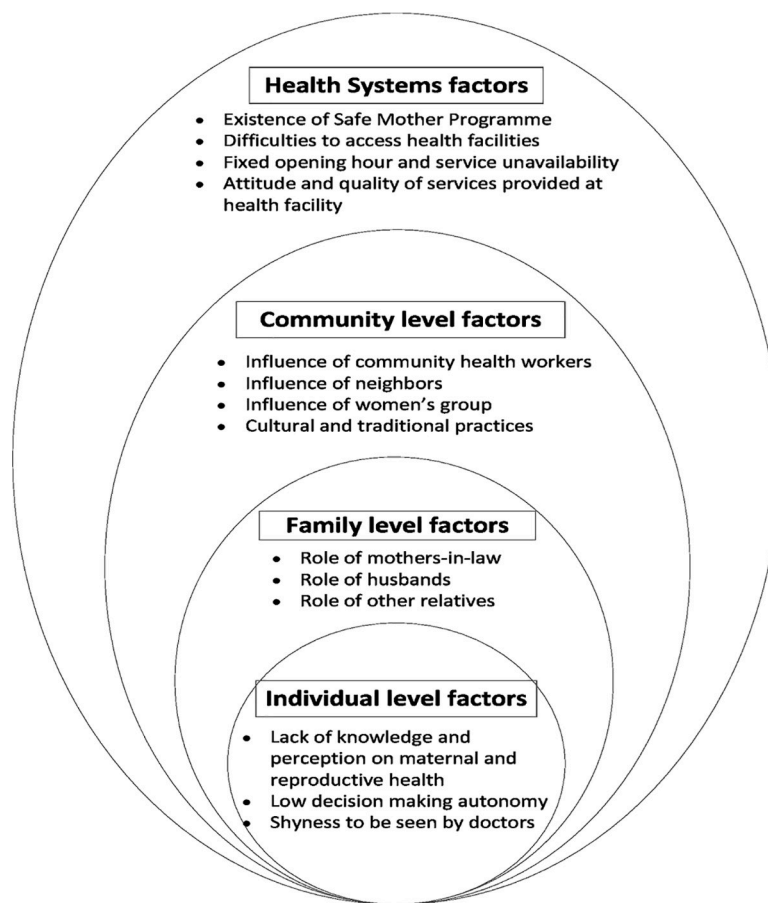 Health Systems factors
• Existence of Safe Mother Programme
• Difficulties to access health facilities
• Fixed opening hour and service unavailability
• Attitude and quality of services provided at
health facility
Community level factors
• Influence of community health workers
• Influence of neighbors
• Influence of women's group
• Cultural and traditional practices
Family level factors
• Role of mothers-in-law
• Role of husbands
• Role of other relatives
Individual level factors
• Lack of knowledge and
perception on maternal and
reproductive health
• Low decision making autonomy
• Shyness to be seen by doctors